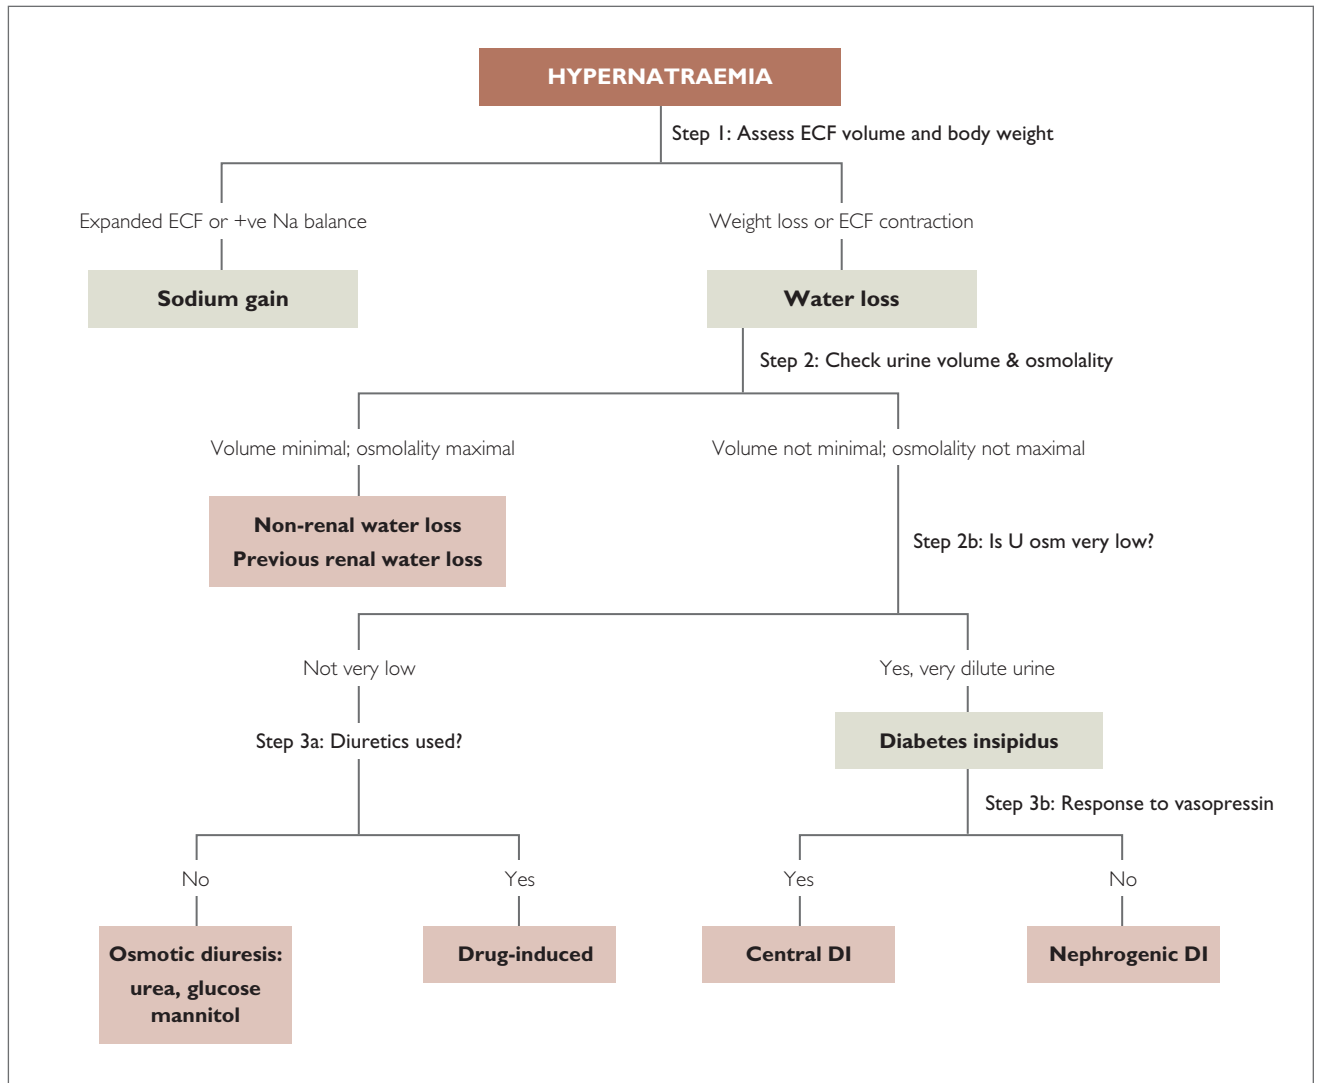 HYPERNATRAEMIA
Step 1: Assess ECF volume and body weight
Expanded ECF or +ve Na balance
Weight loss or ECF contraction
Sodium gain
Water loss
Step 2: Check urine volume & osmolality
Volume minimal; osmolality maximal
Volume not minimal; osmolality not maximal
Non-renal water loss
Previous renal water loss
Step 2b: Is U osm very low?
Not very low
Yes, very dilute urine
Step 3a: Diuretics used?
Diabetes insipidus
Step 3b: Response to vasopressin
No
Yes
Yes
No
Osmotic diuresis:
urea, glucose
mannitol
Drug-induced
Central DI
Nephrogenic DI